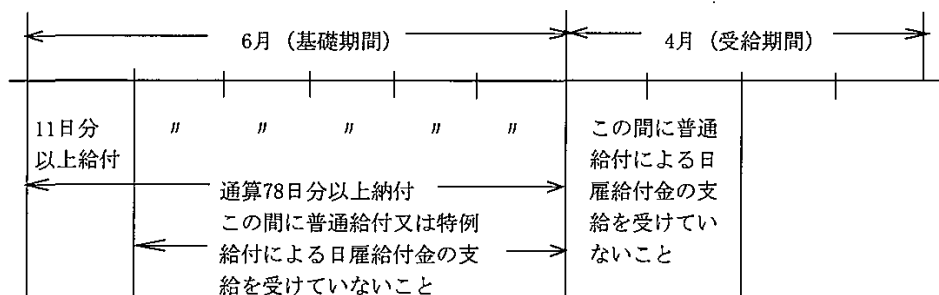 6月（基礎期間）
4月（受給期間）
11日分
以上給付
〃 〃 〃 〃 〃
この間に普通
給付による日
雇給付金の支
給を受けてい
ないこと
通算78日分以上納付
この間に普通給付又は特例
給付による日雇給付金の支
給を受けていないこと